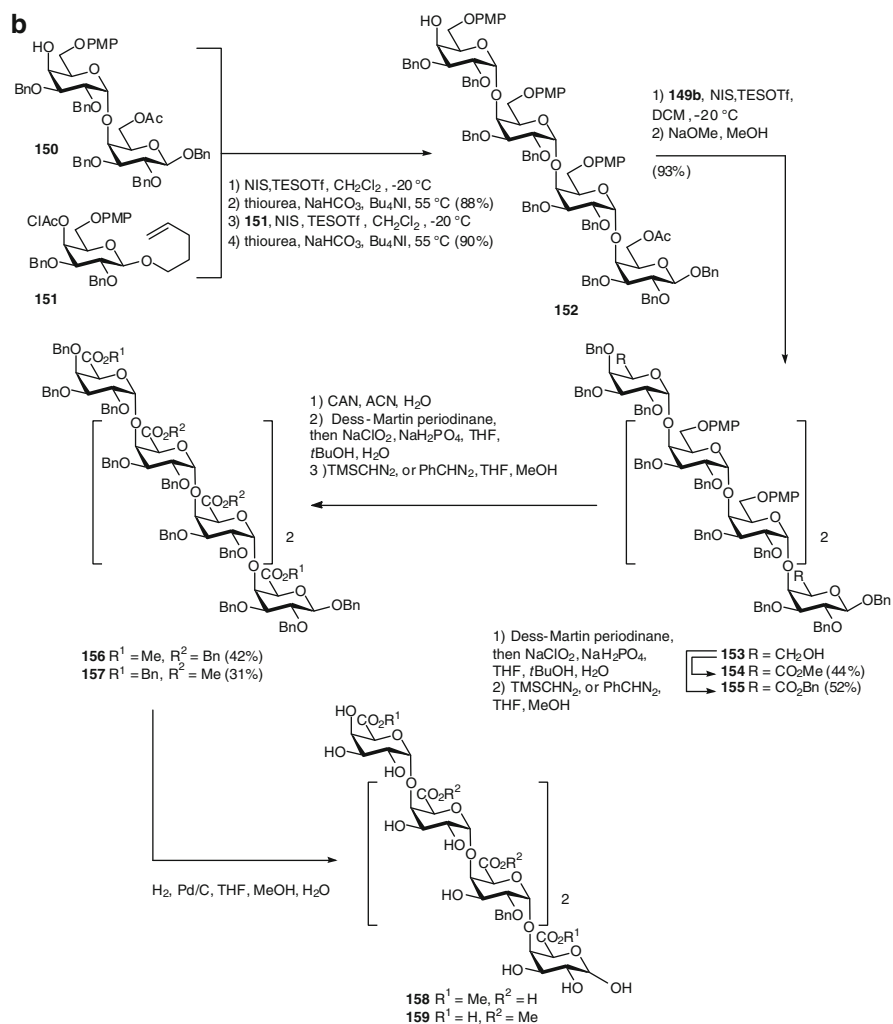 b
OPMP
HO
O
BnO
BnO
O
OAc
150
O
BnO
OBn
BnO
OPMP
ClAcO
O
BnO
O
BnO
151
1) NIS,TESOTf, CH2Cl2, -20 °C
2) thiourea, NaHCO3, Bu4NI, 55 °C (88%)
3) 151, NIS, TESOTf, CH2Cl2, -20 °C
4) thiourea, NaHCO3, Bu4NI, 55 °C (90%)
HO
OPMP
O
BnO
BnO
O
OPMP
O
BnO
BnO
O
OPMP
O
BnO
BnO
O
OAc
O
BnO
OBn
BnO
152
1) 149b, NIS,TESOTf,
DCM, -20 °C
2) NaOMe, MeOH
(93%)
BnO
CO2R1
O
BnO
BnO
O
CO2R2
O
BnO
BnO
O
CO2R2
O
BnO
BnO
2
O
CO2R1
O
BnO
OBn
BnO
156 R1 = Me, R2 = Bn (42%)
157 R1 = Bn, R2 = Me (31%)
1) CAN, ACN, H2O
2) Dess-Martin periodinane,
then NaClO2, NaH2PO4, THF,
tBuOH, H2O
3 )TMSCHN2, or PhCHN2, THF, MeOH
BnO
R
O
BnO
BnO
O
OPMP
O
BnO
BnO
O
OPMP
O
BnO
BnO
2
O
R
O
BnO
OBn
BnO
1) Dess-Martin periodinane,
then NaClO2, NaH2PO4,
THF, tBuOH, H2O
2) TMSCHN2, or PhCHN2,
THF, MeOH
153 R = CH2OH
154 R = CO2Me (44%)
155 R = CO2Bn (52%)
H2, Pd/C, THF, MeOH, H2O
HO
CO2R1
O
HO
HO
O
CO2R2
O
HO
HO
O
CO2R2
O
HO
BnO
2
O
CO2R1
O
HO
HO
OH
158 R1 = Me, R2 = H
159 R1 = H, R2 = Me